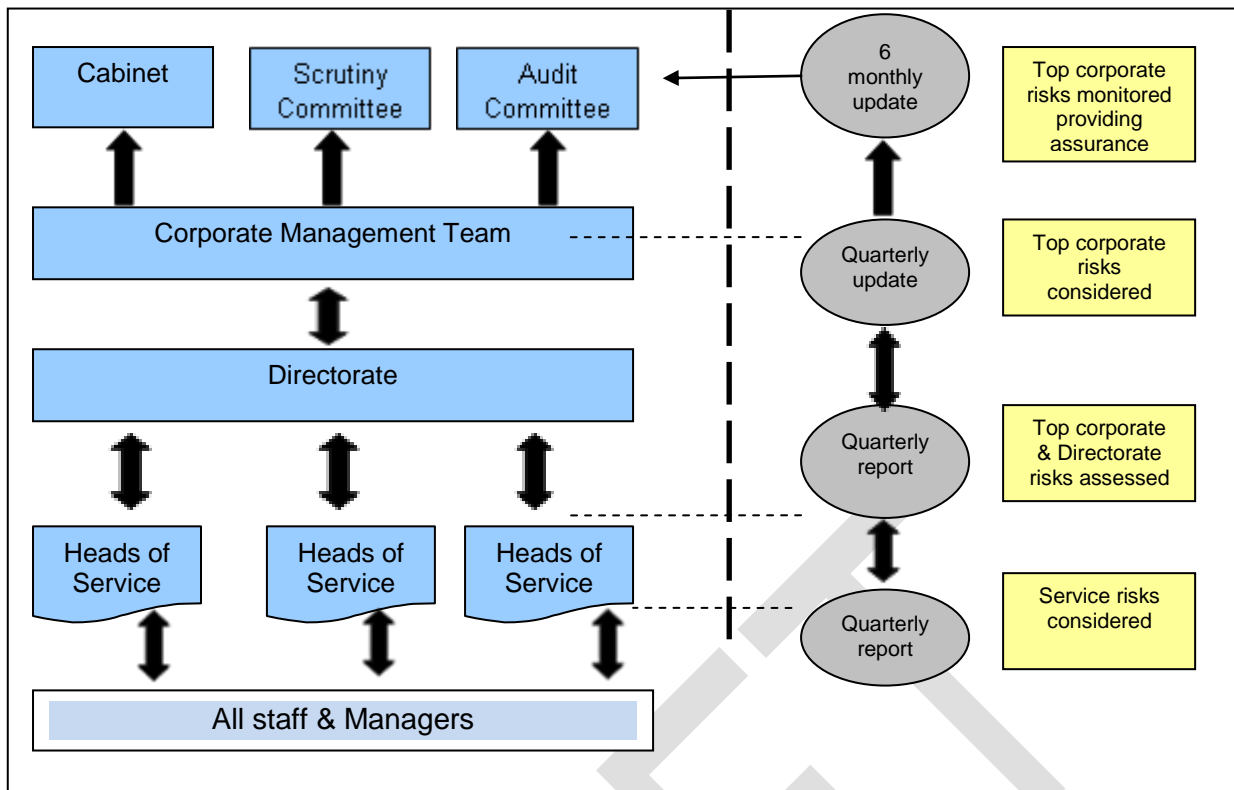 Cabinet
Scrutiny
Committee
Audit
Committee
6
monthly
update
Top corporate
risks monitored
providing
assurance
Corporate Management Team
Quarterly
update
Top corporate
risks
considered
Directorate
Quarterly
report
Top corporate
& Directorate
risks assessed
Heads of
Service
Heads of
Service
Heads of
Service
Quarterly
report
Service risks
considered
All staff & Managers